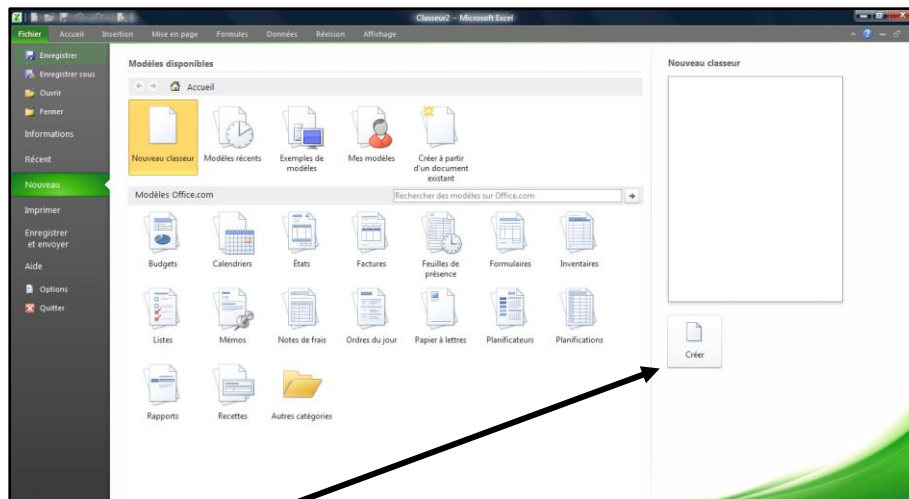 Classeur2 - Microsoft Excel
Fichier Accueil Insertion Mise en page Formules Données Révision Affichage
Enregistrer
Enregistrer sous
Ouvrir
Fermer
Informations
Récent
Nouveau
Imprimer
Enregistrer
et envoyer
Aide
Options
Quitter
Modèles disponibles
Accueil
Nouveau classeur Modèles récents Exemples de modèles Mes modèles Créer à partir d'un document existant
Modèles Office.com Rechercher des modèles sur Office.com
Budgets Calendriers États Factures Feuilles de présence Formulaires Inventaires
Listes Mémos Notes de frais Ordres du jour Papier à lettres Planificateurs Planifications
Rapports Recettes Autres catégories
Nouveau classeur
Créer